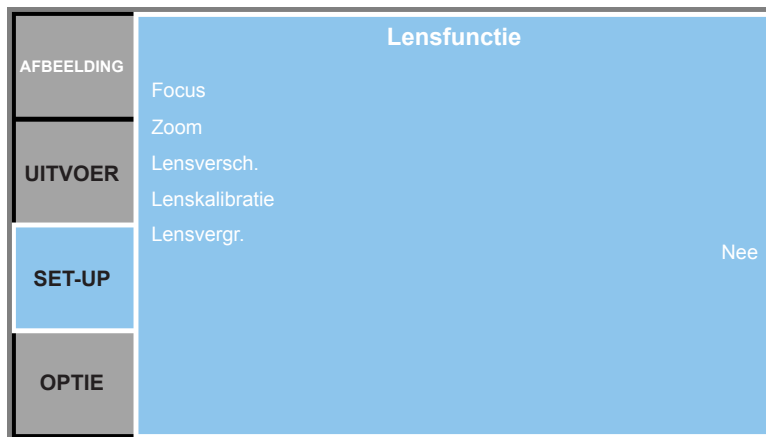 Lensfunctie
AFBEELDING
UITVOER
SET-UP
OPTIE
Focus
Zoom
Lensversch.
Lenskalibratie
Lensvergr.
Nee